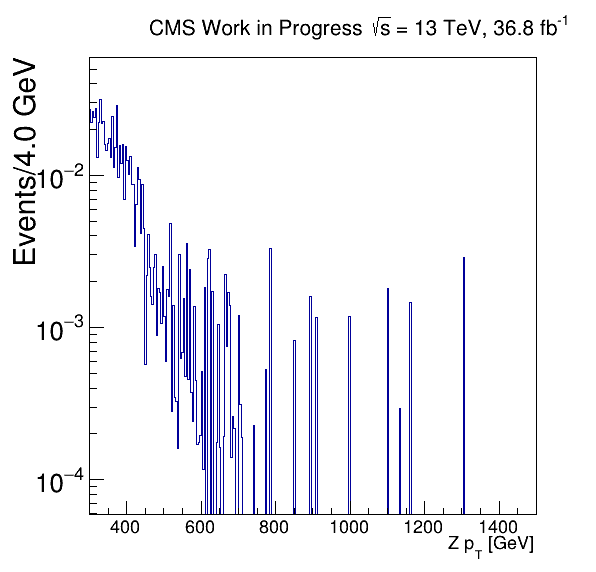 CMS Work in Progress √s = 13 TeV, 36.8 fb⁻¹
Events/4.0 GeV
10⁻²
10⁻³
10⁻⁴
400 600 800 1000 1200 1400
Z p_T [GeV]